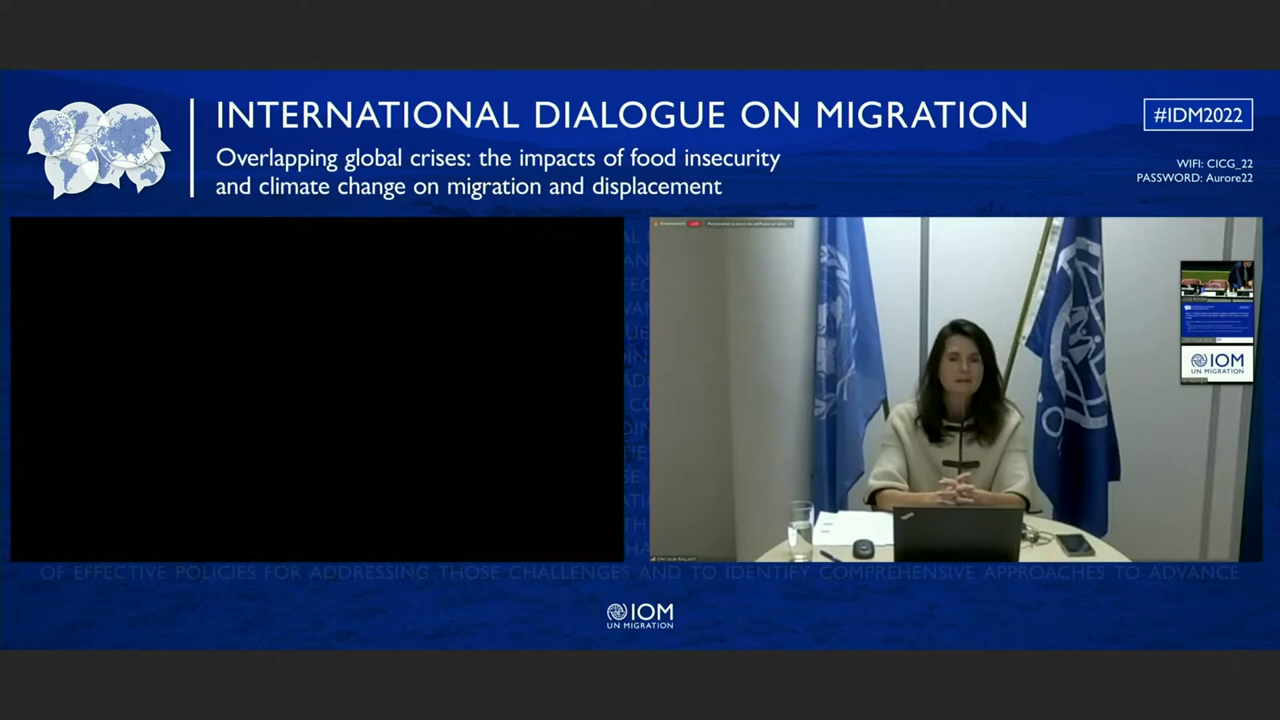 INTERNATIONAL DIALOGUE ON MIGRATION
Overlapping global crises: the impacts of food insecurity
and climate change on migration and displacement
#IDM2022
WIFI: CICG_22
PASSWORD: Aurore22
LIVE
IOM
UN MIGRATION
OF EFFECTIVE POLICIES FOR ADDRESSING THOSE CHALLENGES AND TO IDENTIFY COMPREHENSIVE APPROACHES TO ADVANCE
IOM
UN MIGRATION